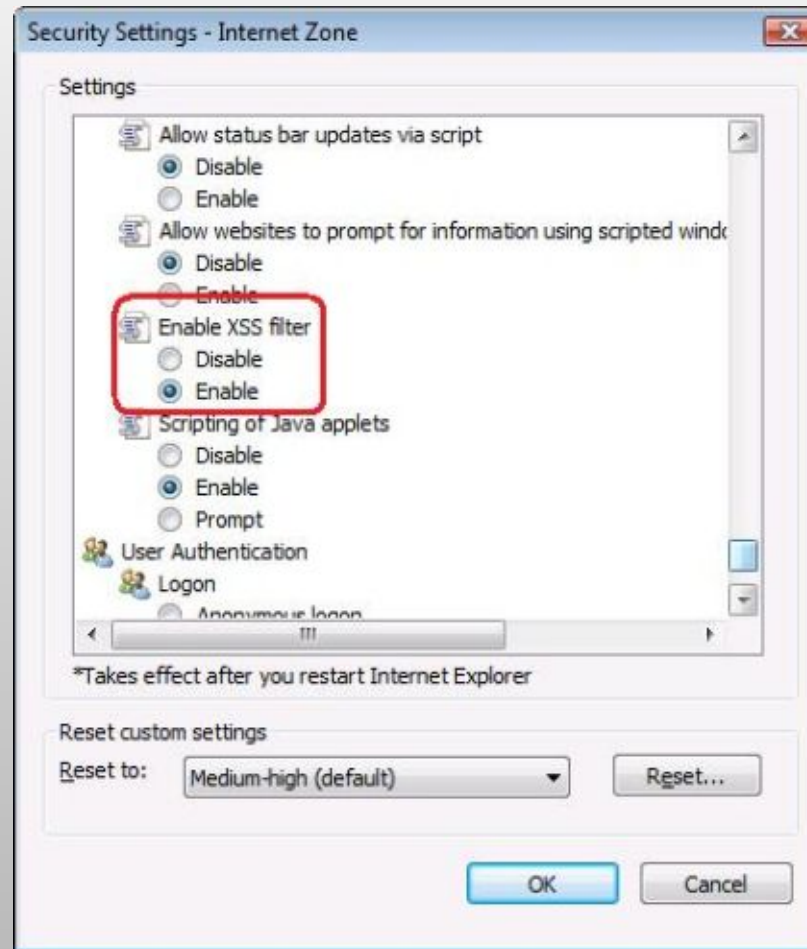 Security Settings - Internet Zone
Settings
Allow status bar updates via script
Disable
Enable
Allow websites to prompt for information using scripted
Disable
Enable
Enable XSS filter
Disable
Enable
Scripting of Java applets
Disable
Enable
Prompt
User Authentication
Logon
Anonymous logon
*Takes effect after you restart Internet Explorer
Reset custom settings
Reset to:
Medium-high (default)
Reset...
OK
Cancel